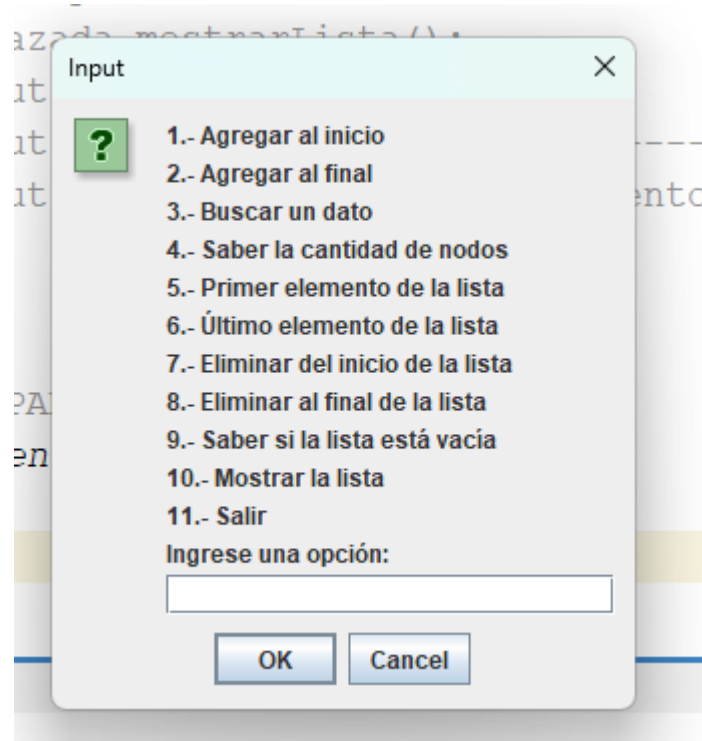 mostrarLista();
Input
1.- Agregar al inicio
2.- Agregar al final
3.- Buscar un dato
4.- Saber la cantidad de nodos
5.- Primer elemento de la lista
6.- Último elemento de la lista
7.- Eliminar del inicio de la lista
8.- Eliminar al final de la lista
9.- Saber si la lista está vacía
10.- Mostrar la lista
11.- Salir
Ingrese una opción:
OK Cancel